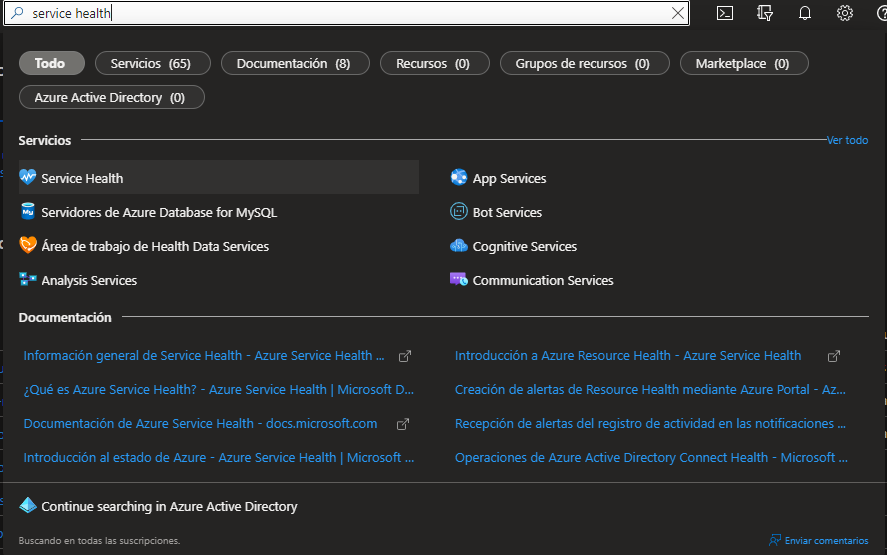 service health
Todo Servicios (65) Documentación (8) Recursos (0) Grupos de recursos (0) Marketplace (0)
Azure Active Directory (0)
Servicios Ver todo
Service Health App Services
Servidores de Azure Database for MySQL Bot Services
Área de trabajo de Health Data Services Cognitive Services
Analysis Services Communication Services
Documentación
Información general de Service Health - Azure Service Health ... Introducción a Azure Resource Health - Azure Service Health
¿Qué es Azure Service Health? - Azure Service Health | Microsoft D... Creación de alertas de Resource Health mediante Azure Portal - Az...
Documentación de Azure Service Health - docs.microsoft.com Recepción de alertas del registro de actividad en las notificaciones ...
Introducción al estado de Azure - Azure Service Health | Microsoft ... Operaciones de Azure Active Directory Connect Health - Microsoft ...
Continue searching in Azure Active Directory
Buscando en todas las suscripciones. Enviar comentarios